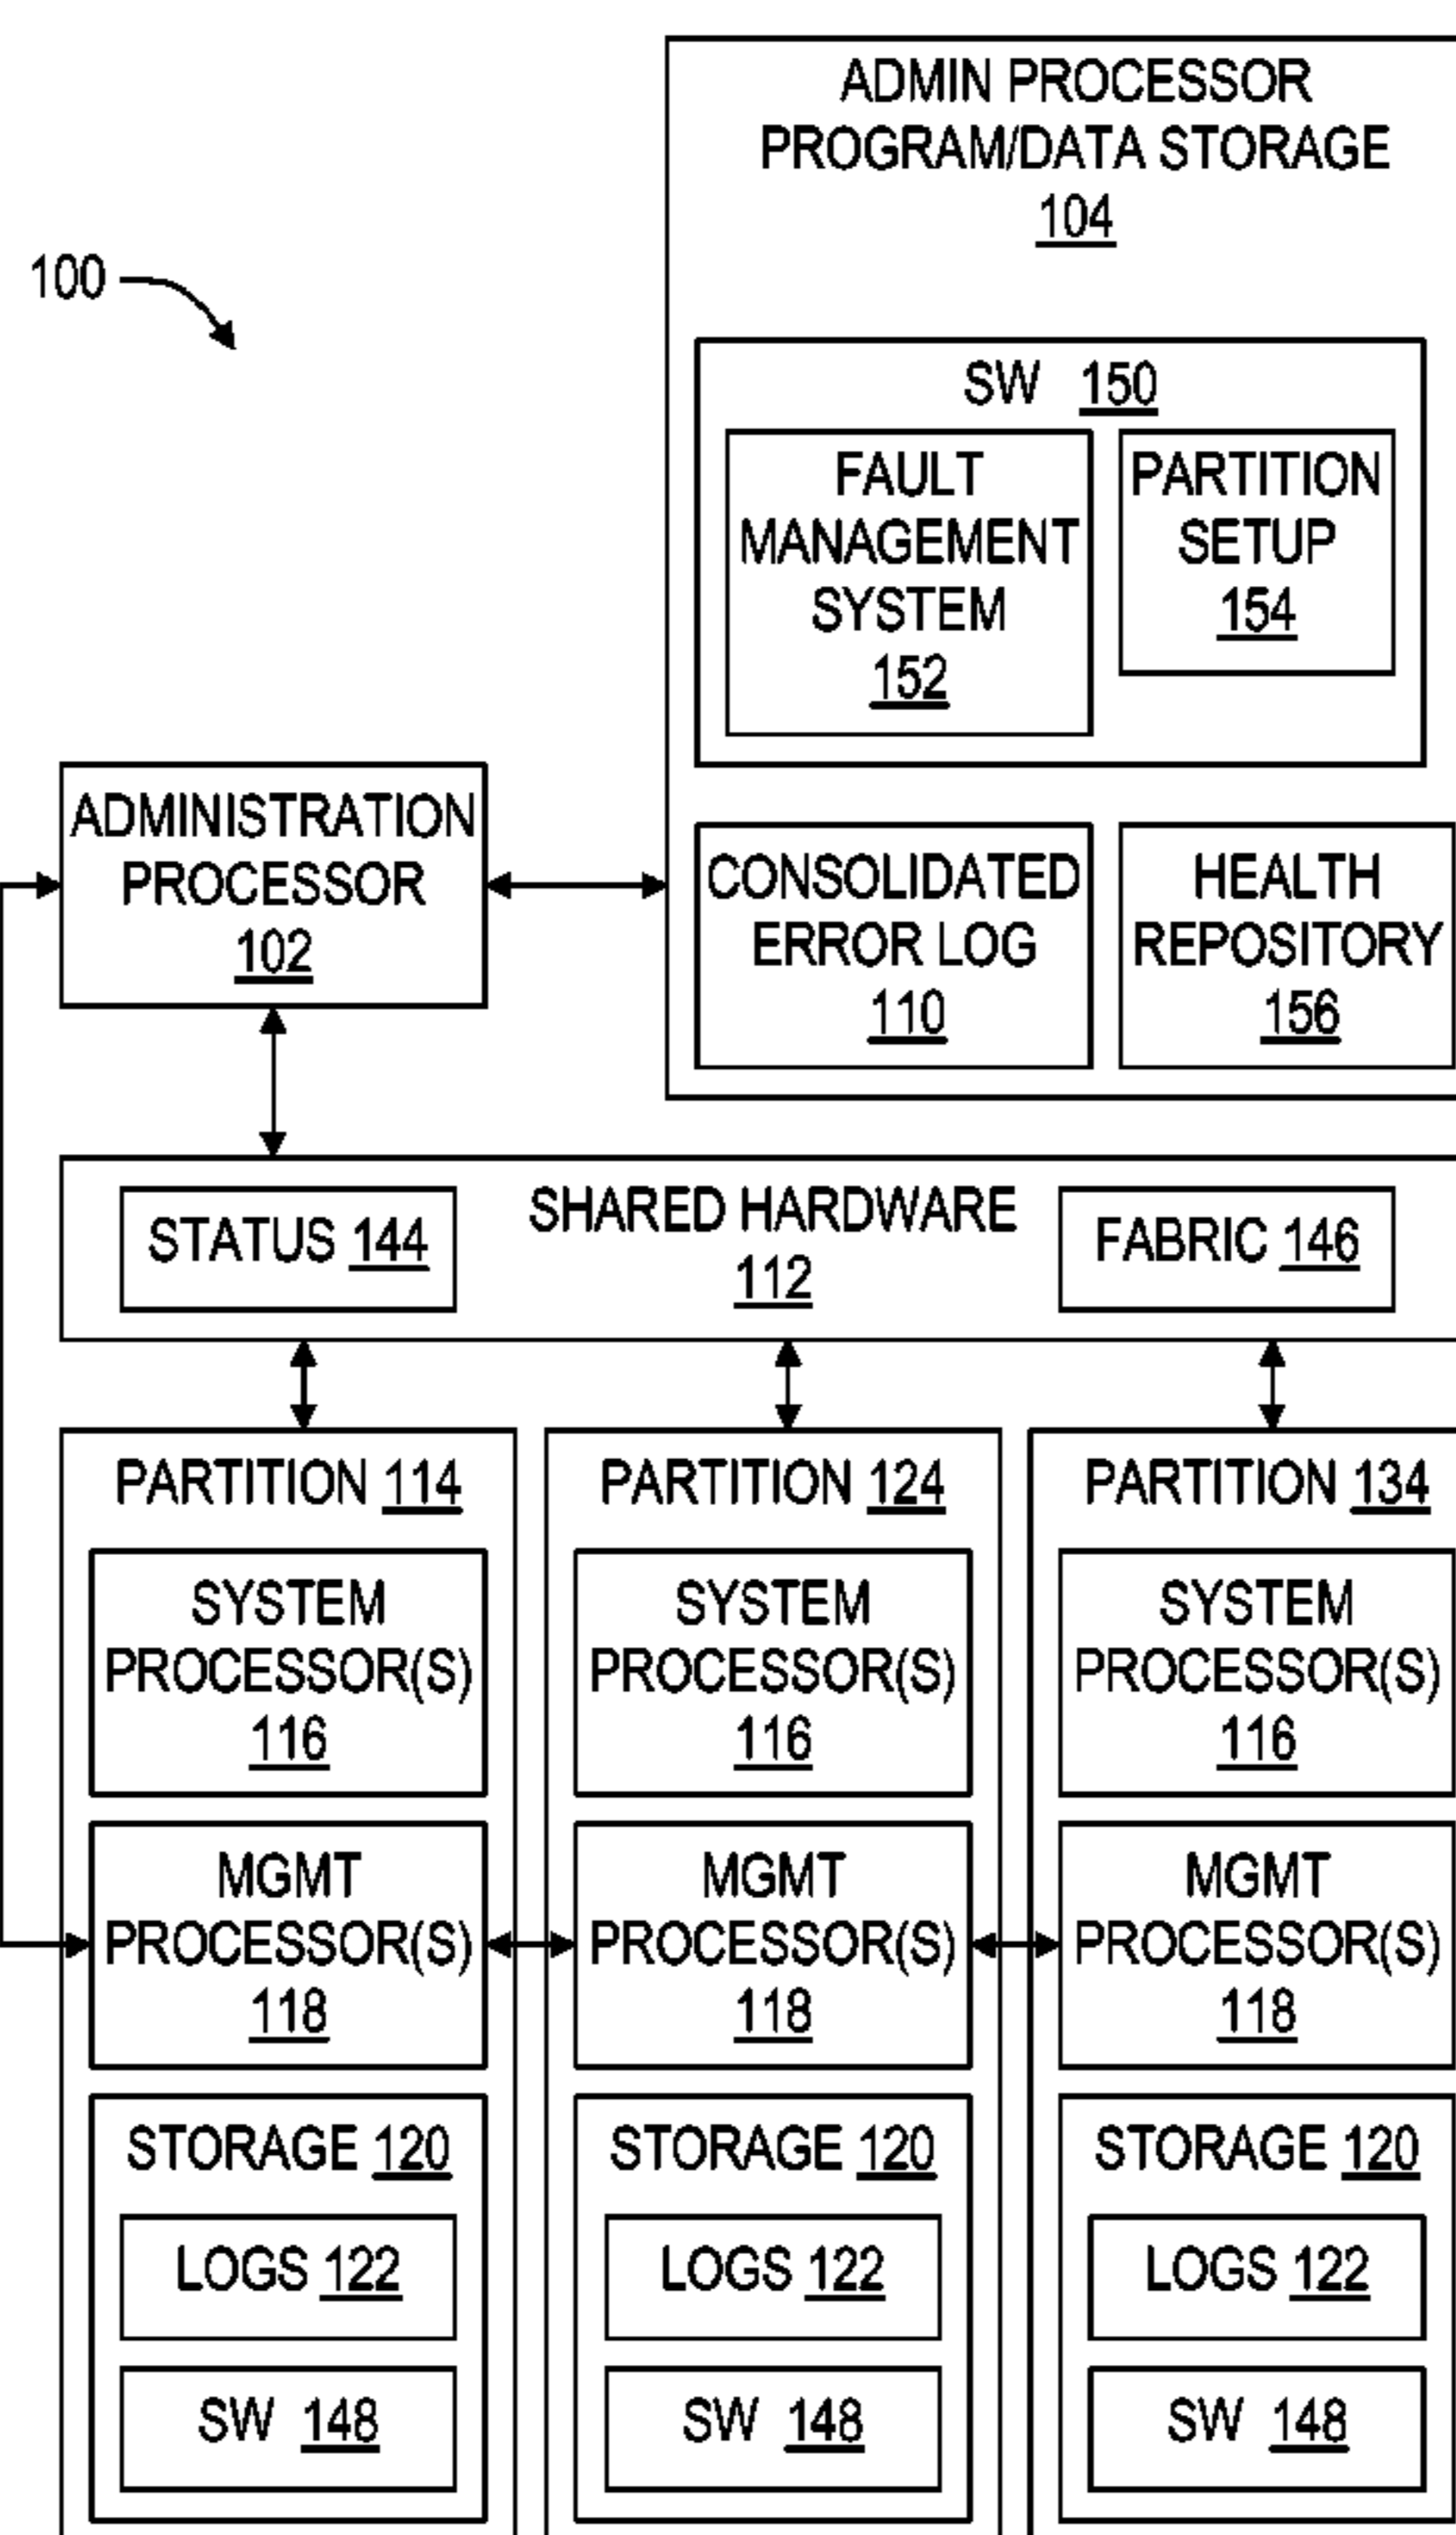 ADMIN PROCESSOR
PROGRAM/DATA STORAGE
104
100
SW 150
FAULT
MANAGEMENT
SYSTEM
152
PARTITION
SETUP
154
ADMINISTRATION
PROCESSOR
102
CONSOLIDATED
ERROR LOG
110
HEALTH
REPOSITORY
156
STATUS 144
SHARED HARDWARE
112
FABRIC 146
PARTITION 114
SYSTEM
PROCESSOR(S)
116
MGMT
PROCESSOR(S)
118
STORAGE 120
LOGS 122
SW 148
PARTITION 124
SYSTEM
PROCESSOR(S)
116
MGMT
PROCESSOR(S)
118
STORAGE 120
LOGS 122
SW 148
PARTITION 134
SYSTEM
PROCESSOR(S)
116
MGMT
PROCESSOR(S)
118
STORAGE 120
LOGS 122
SW 148